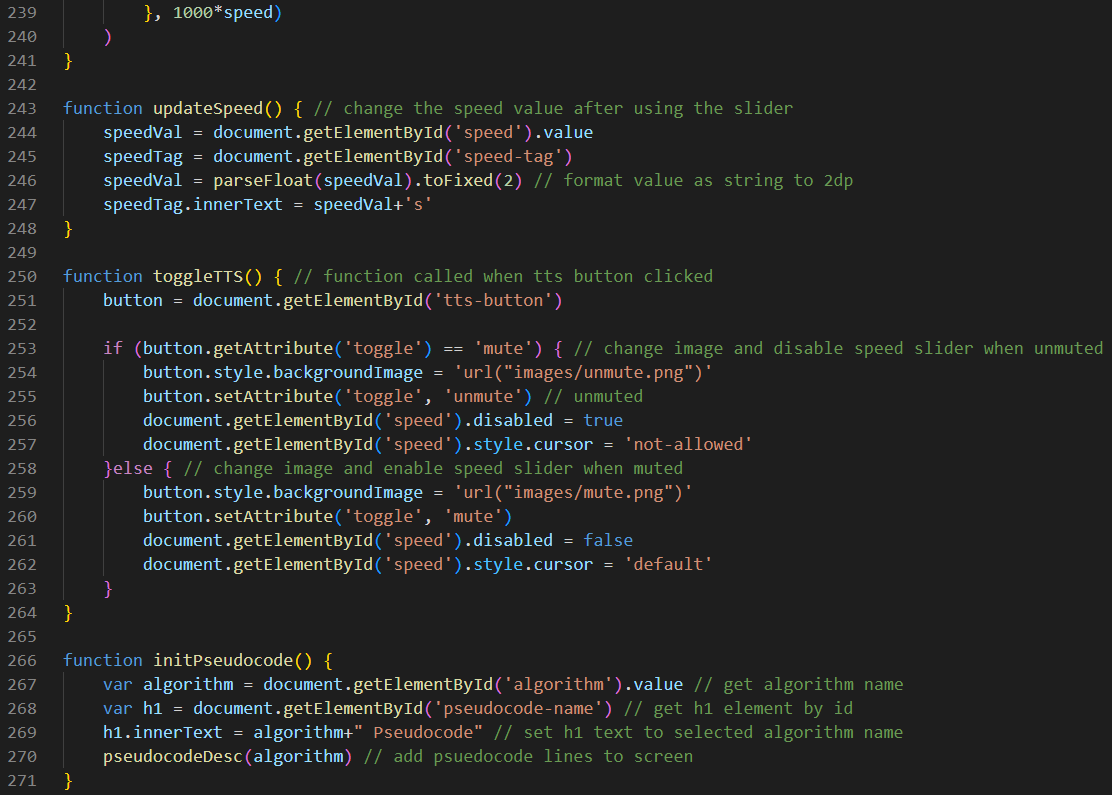 239         }, 1000*speed)
240     )
241 }
242
243 function updateSpeed() { // change the speed value after using the slider
244     speedVal = document.getElementById('speed').value
245     speedTag = document.getElementById('speed-tag')
246     speedVal = parseFloat(speedVal).toFixed(2) // format value as string to 2dp
247     speedTag.innerText = speedVal+'s'
248 }
249
250 function toggleTTS() { // function called when tts button clicked
251     button = document.getElementById('tts-button')
252
253     if (button.getAttribute('toggle') == 'mute') { // change image and disable speed slider when unmuted
254         button.style.backgroundImage = 'url("images/unmute.png")'
255         button.setAttribute('toggle', 'unmute') // unmuted
256         document.getElementById('speed').disabled = true
257         document.getElementById('speed').style.cursor = 'not-allowed'
258     }else { // change image and enable speed slider when muted
259         button.style.backgroundImage = 'url("images/mute.png")'
260         button.setAttribute('toggle', 'mute')
261         document.getElementById('speed').disabled = false
262         document.getElementById('speed').style.cursor = 'default'
263     }
264 }
265
266 function initPseudocode() {
267     var algorithm = document.getElementById('algorithm').value // get algorithm name
268     var h1 = document.getElementById('pseudocode-name') // get h1 element by id
269     h1.innerText = algorithm+" Pseudocode" // set h1 text to selected algorithm name
270     pseudocodeDesc(algorithm) // add psuedocode lines to screen
271 }